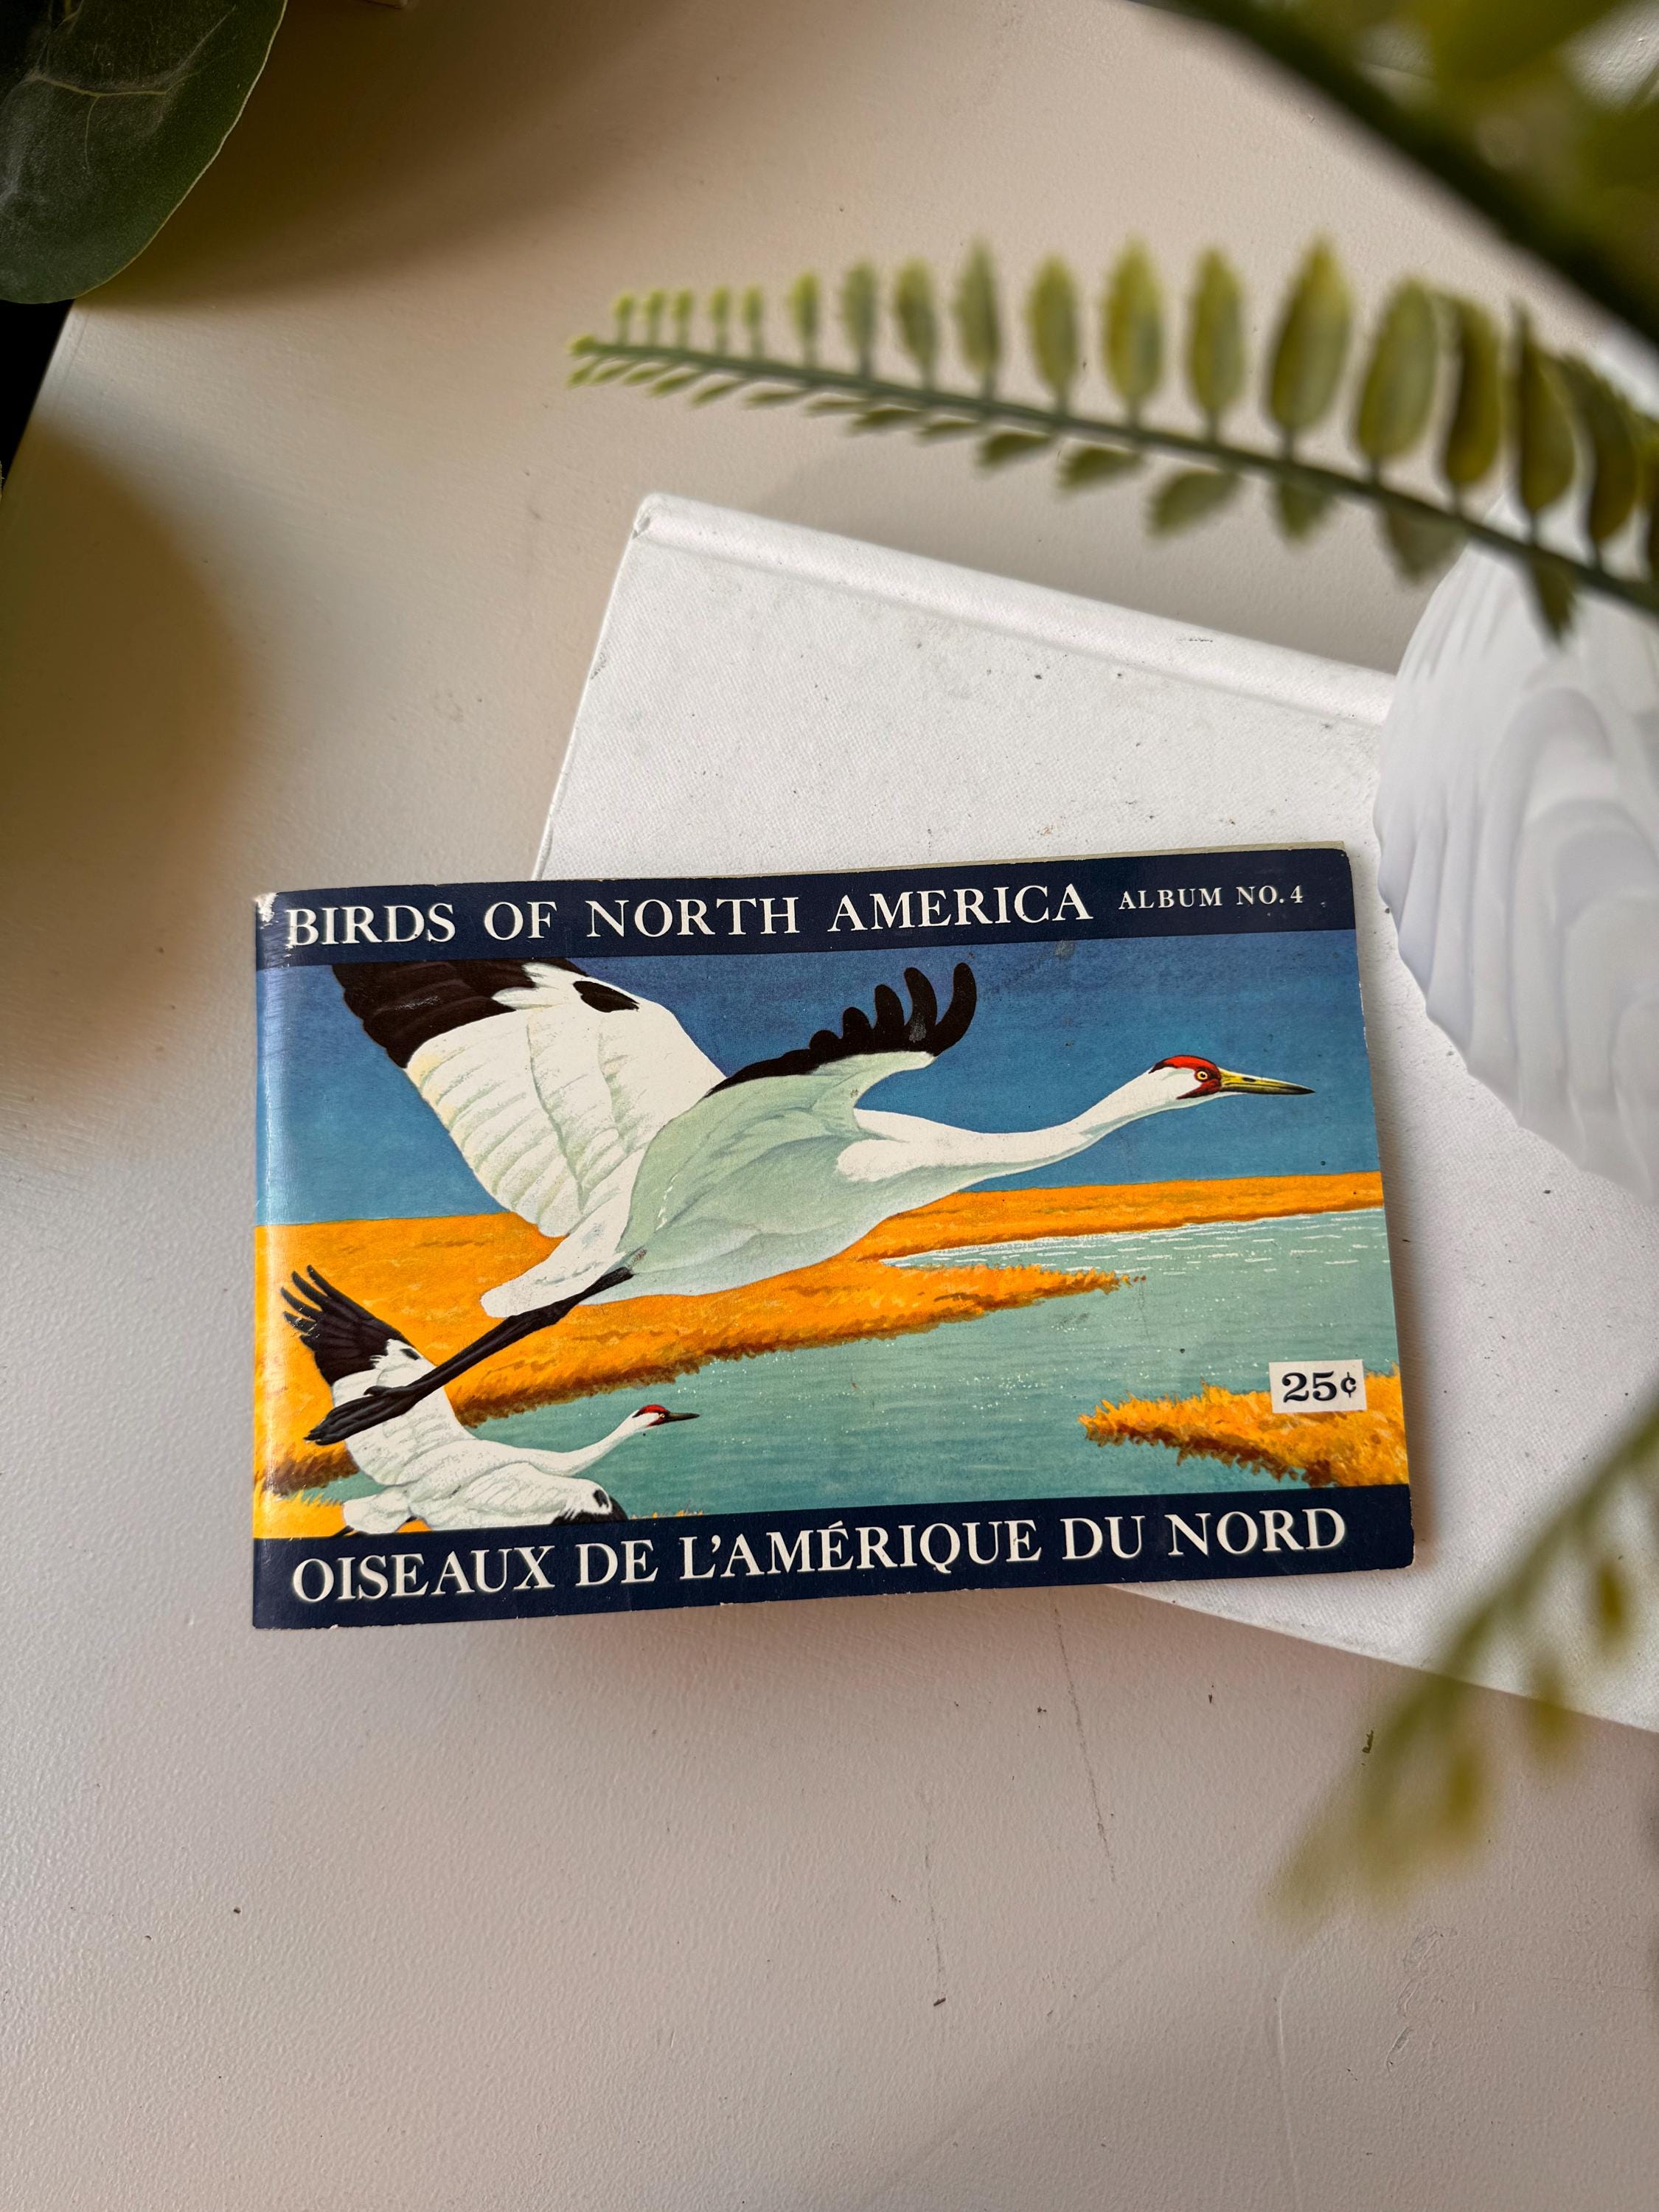 BIRDS OF NORTH AMERICA ALBUM NO. 4
25¢
OISEAUX DE L'AMÉRIQUE DU NORD